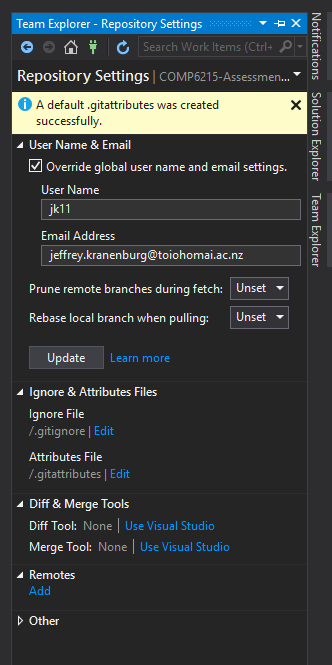 Team Explorer - Repository Settings
Search Work Items (Ctrl+
Repository Settings | COMP6215-Assessmen...
A default .gitattributes was created
successfully.
User Name & Email
Override global user name and email settings.
User Name
jk11
Email Address
jeffrey.kranenburg@toiohomai.ac.nz
Prune remote branches during fetch: Unset
Rebase local branch when pulling: Unset
Update Learn more
Ignore & Attributes Files
Ignore File
/.gitignore | Edit
Attributes File
/.gitattributes | Edit
Diff & Merge Tools
Diff Tool: None | Use Visual Studio
Merge Tool: None | Use Visual Studio
Remotes
Add
Other
Notifications
Solution Explorer
Team Explorer